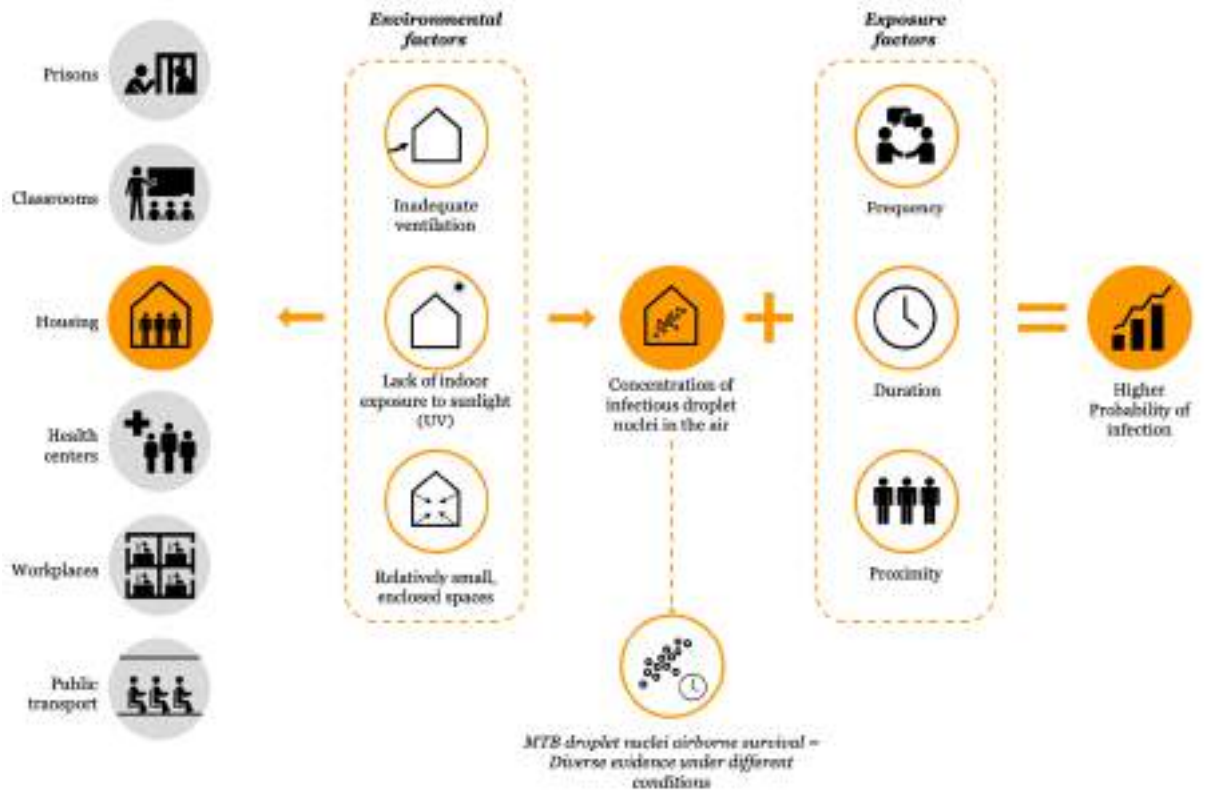 Environmental
factors
Exposure
factors
Prisons
Classrooms
Housing
Health
centers
Workplaces
Public
transport
Inadequate
ventilation
Lack of indoor
exposure to sunlight
(UV)
Relatively small,
enclosed spaces
Concentration of
infectious droplet
nuclei in the air
MTB droplet nuclei airborne survival =
Diverse evidence under different
conditions
Frequency
Duration
Proximity
Higher
Probability of
infection